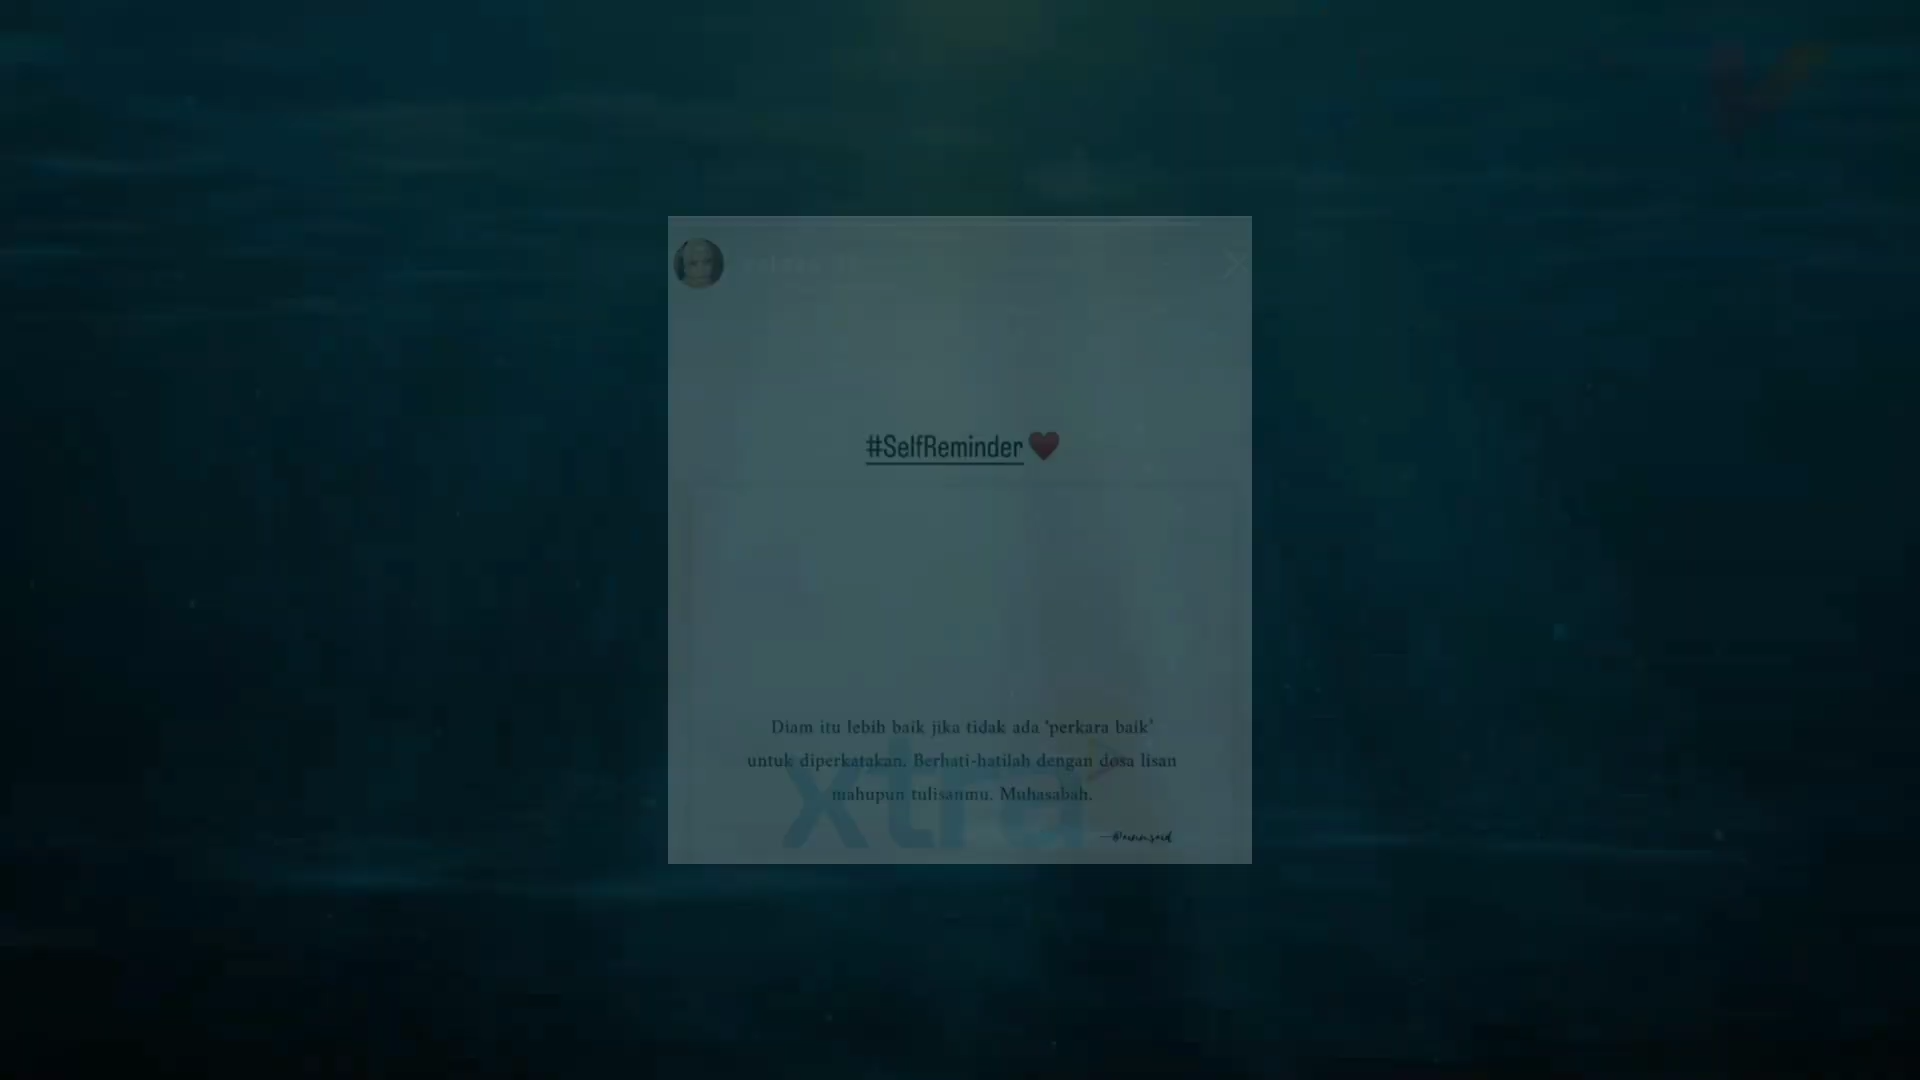 #SelfReminder
Diam itu lebih baik jika tidak ada 'perkara baik'
untuk diperkatakan. Berhati-hatilah dengan dosa lisan
mahupun tulisanmu. Muhasabah.
xtra